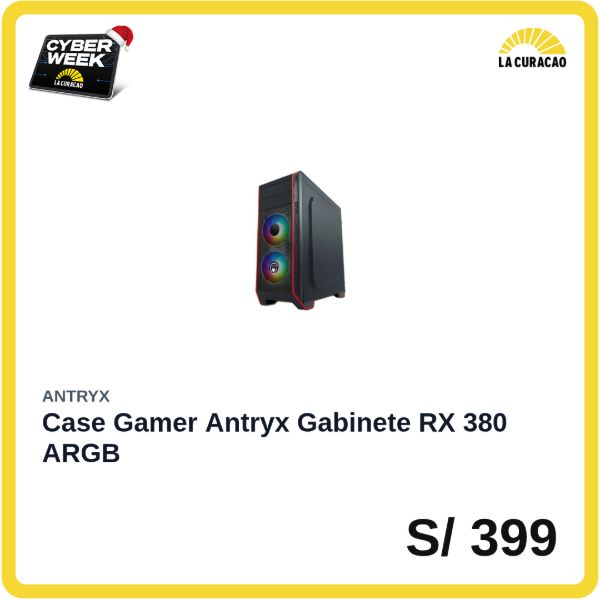 CYBER
WEEK
LA CURACAO
LA CURACAO
ANTRYX
Case Gamer Antryx Gabinete RX 380
ARGB
S/ 399